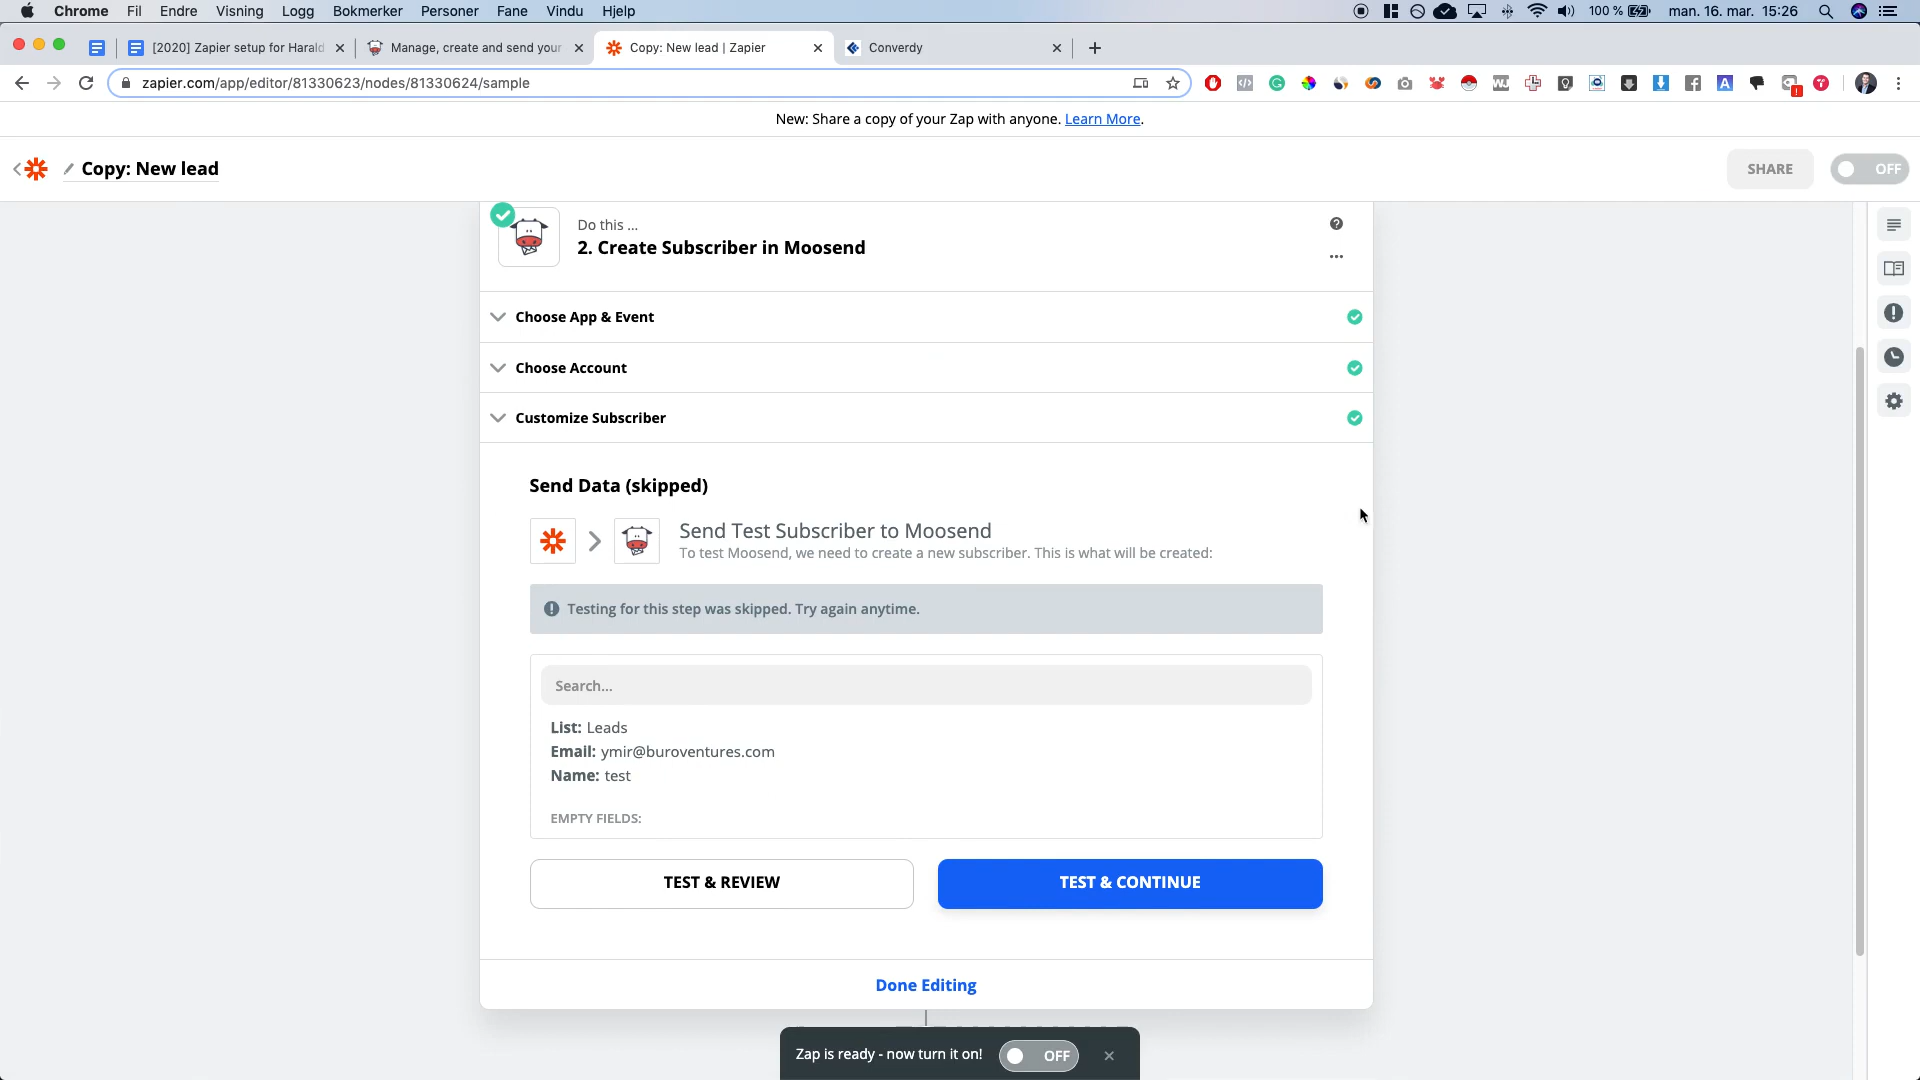 Chrome Fil Endre Visning Logg Bokmerker Personer Fane Vindu Hjelp 100 % man. 16. mar. 15:26
[2020] Zapier setup for Harald Manage, create and send your Copy: New lead | Zapier Converdy
zapier.com/app/editor/81330623/nodes/81330624/sample
New: Share a copy of your Zap with anyone. Learn More.
Copy: New lead SHARE OFF
Do this ...
2. Create Subscriber in Moosend
Choose App & Event
Choose Account
Customize Subscriber
Send Data (skipped)
Send Test Subscriber to Moosend
To test Moosend, we need to create a new subscriber. This is what will be created:
Testing for this step was skipped. Try again anytime.
Search...
List: Leads
Email: ymir@buroventures.com
Name: test
EMPTY FIELDS:
TEST & REVIEW TEST & CONTINUE
Done Editing
Zap is ready - now turn it on! OFF